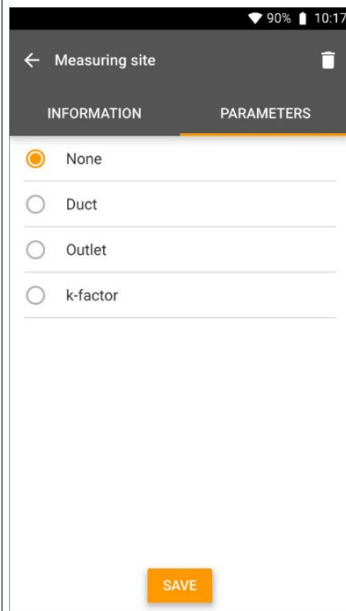 90% 10:17
Measuring site
INFORMATION PARAMETERS
None
Duct
Outlet
k-factor
SAVE